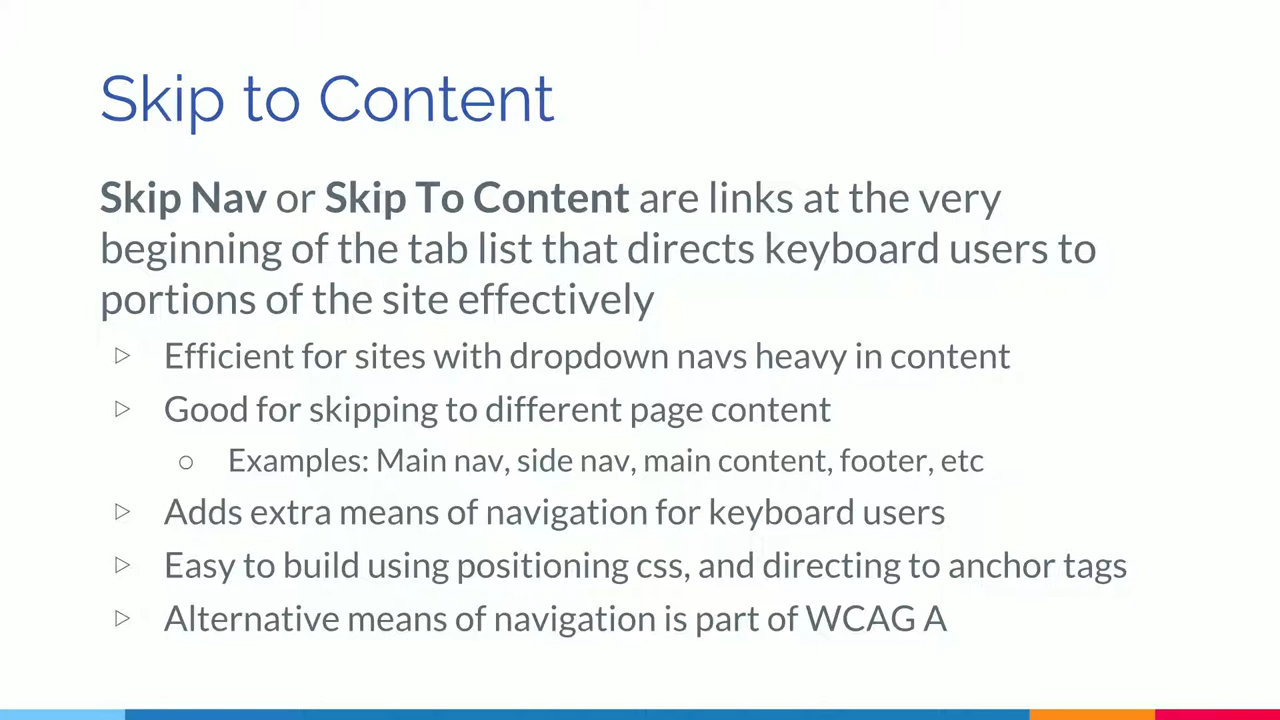 Skip to Content
Skip Nav or Skip To Content are links at the very
beginning of the tab list that directs keyboard users to
portions of the site effectively
▷ Efficient for sites with dropdown navs heavy in content
▷ Good for skipping to different page content
○ Examples: Main nav, side nav, main content, footer, etc
▷ Adds extra means of navigation for keyboard users
▷ Easy to build using positioning css, and directing to anchor tags
▷ Alternative means of navigation is part of WCAG A